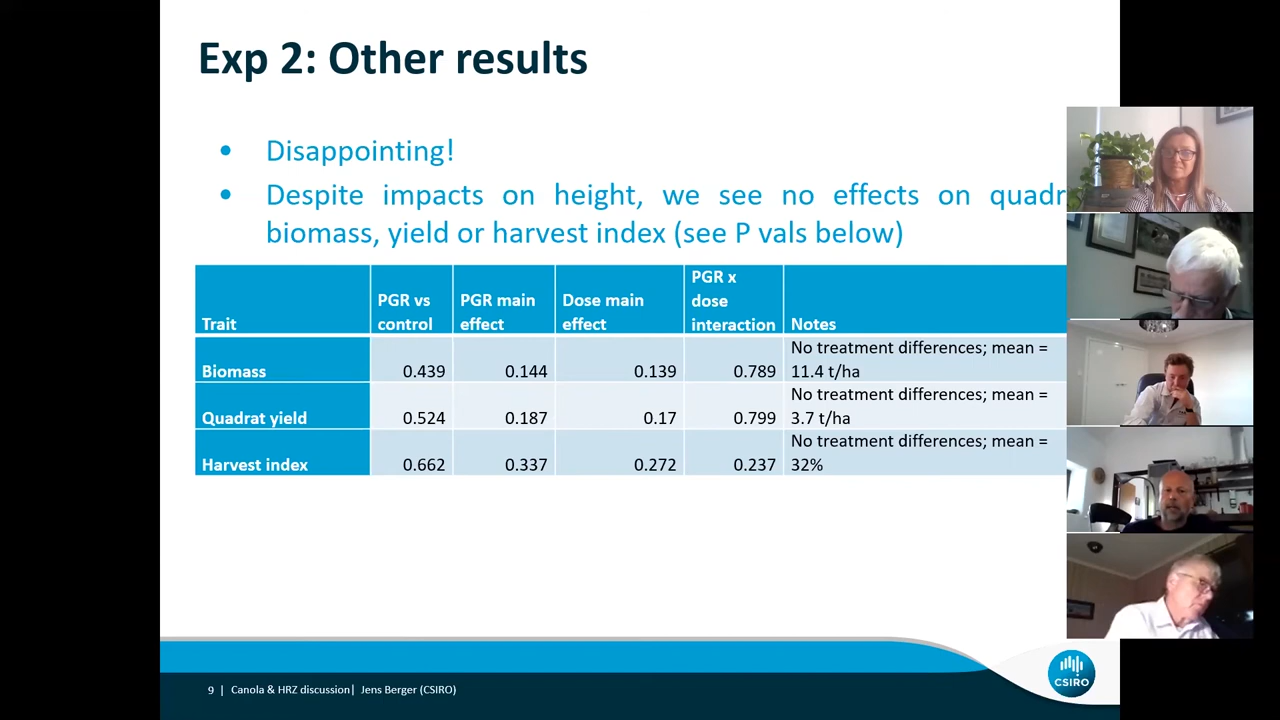 Exp 2: Other results
• Disappointing!
• Despite impacts on height, we see no effects on
biomass, yield or harvest index (see P vals below)
Trait PGR vs control PGR main effect Dose main effect PGR x dose interaction Notes
Biomass 0.439 0.144 0.139 0.789 No treatment differences; mean = 11.4 t/ha
Quadrat yield 0.524 0.187 0.17 0.799 No treatment differences; mean = 3.7 t/ha
Harvest index 0.662 0.337 0.272 0.237 No treatment differences; mean = 32%
9 | Canola & HRZ discussion| Jens Berger (CSIRO)
CSIRO